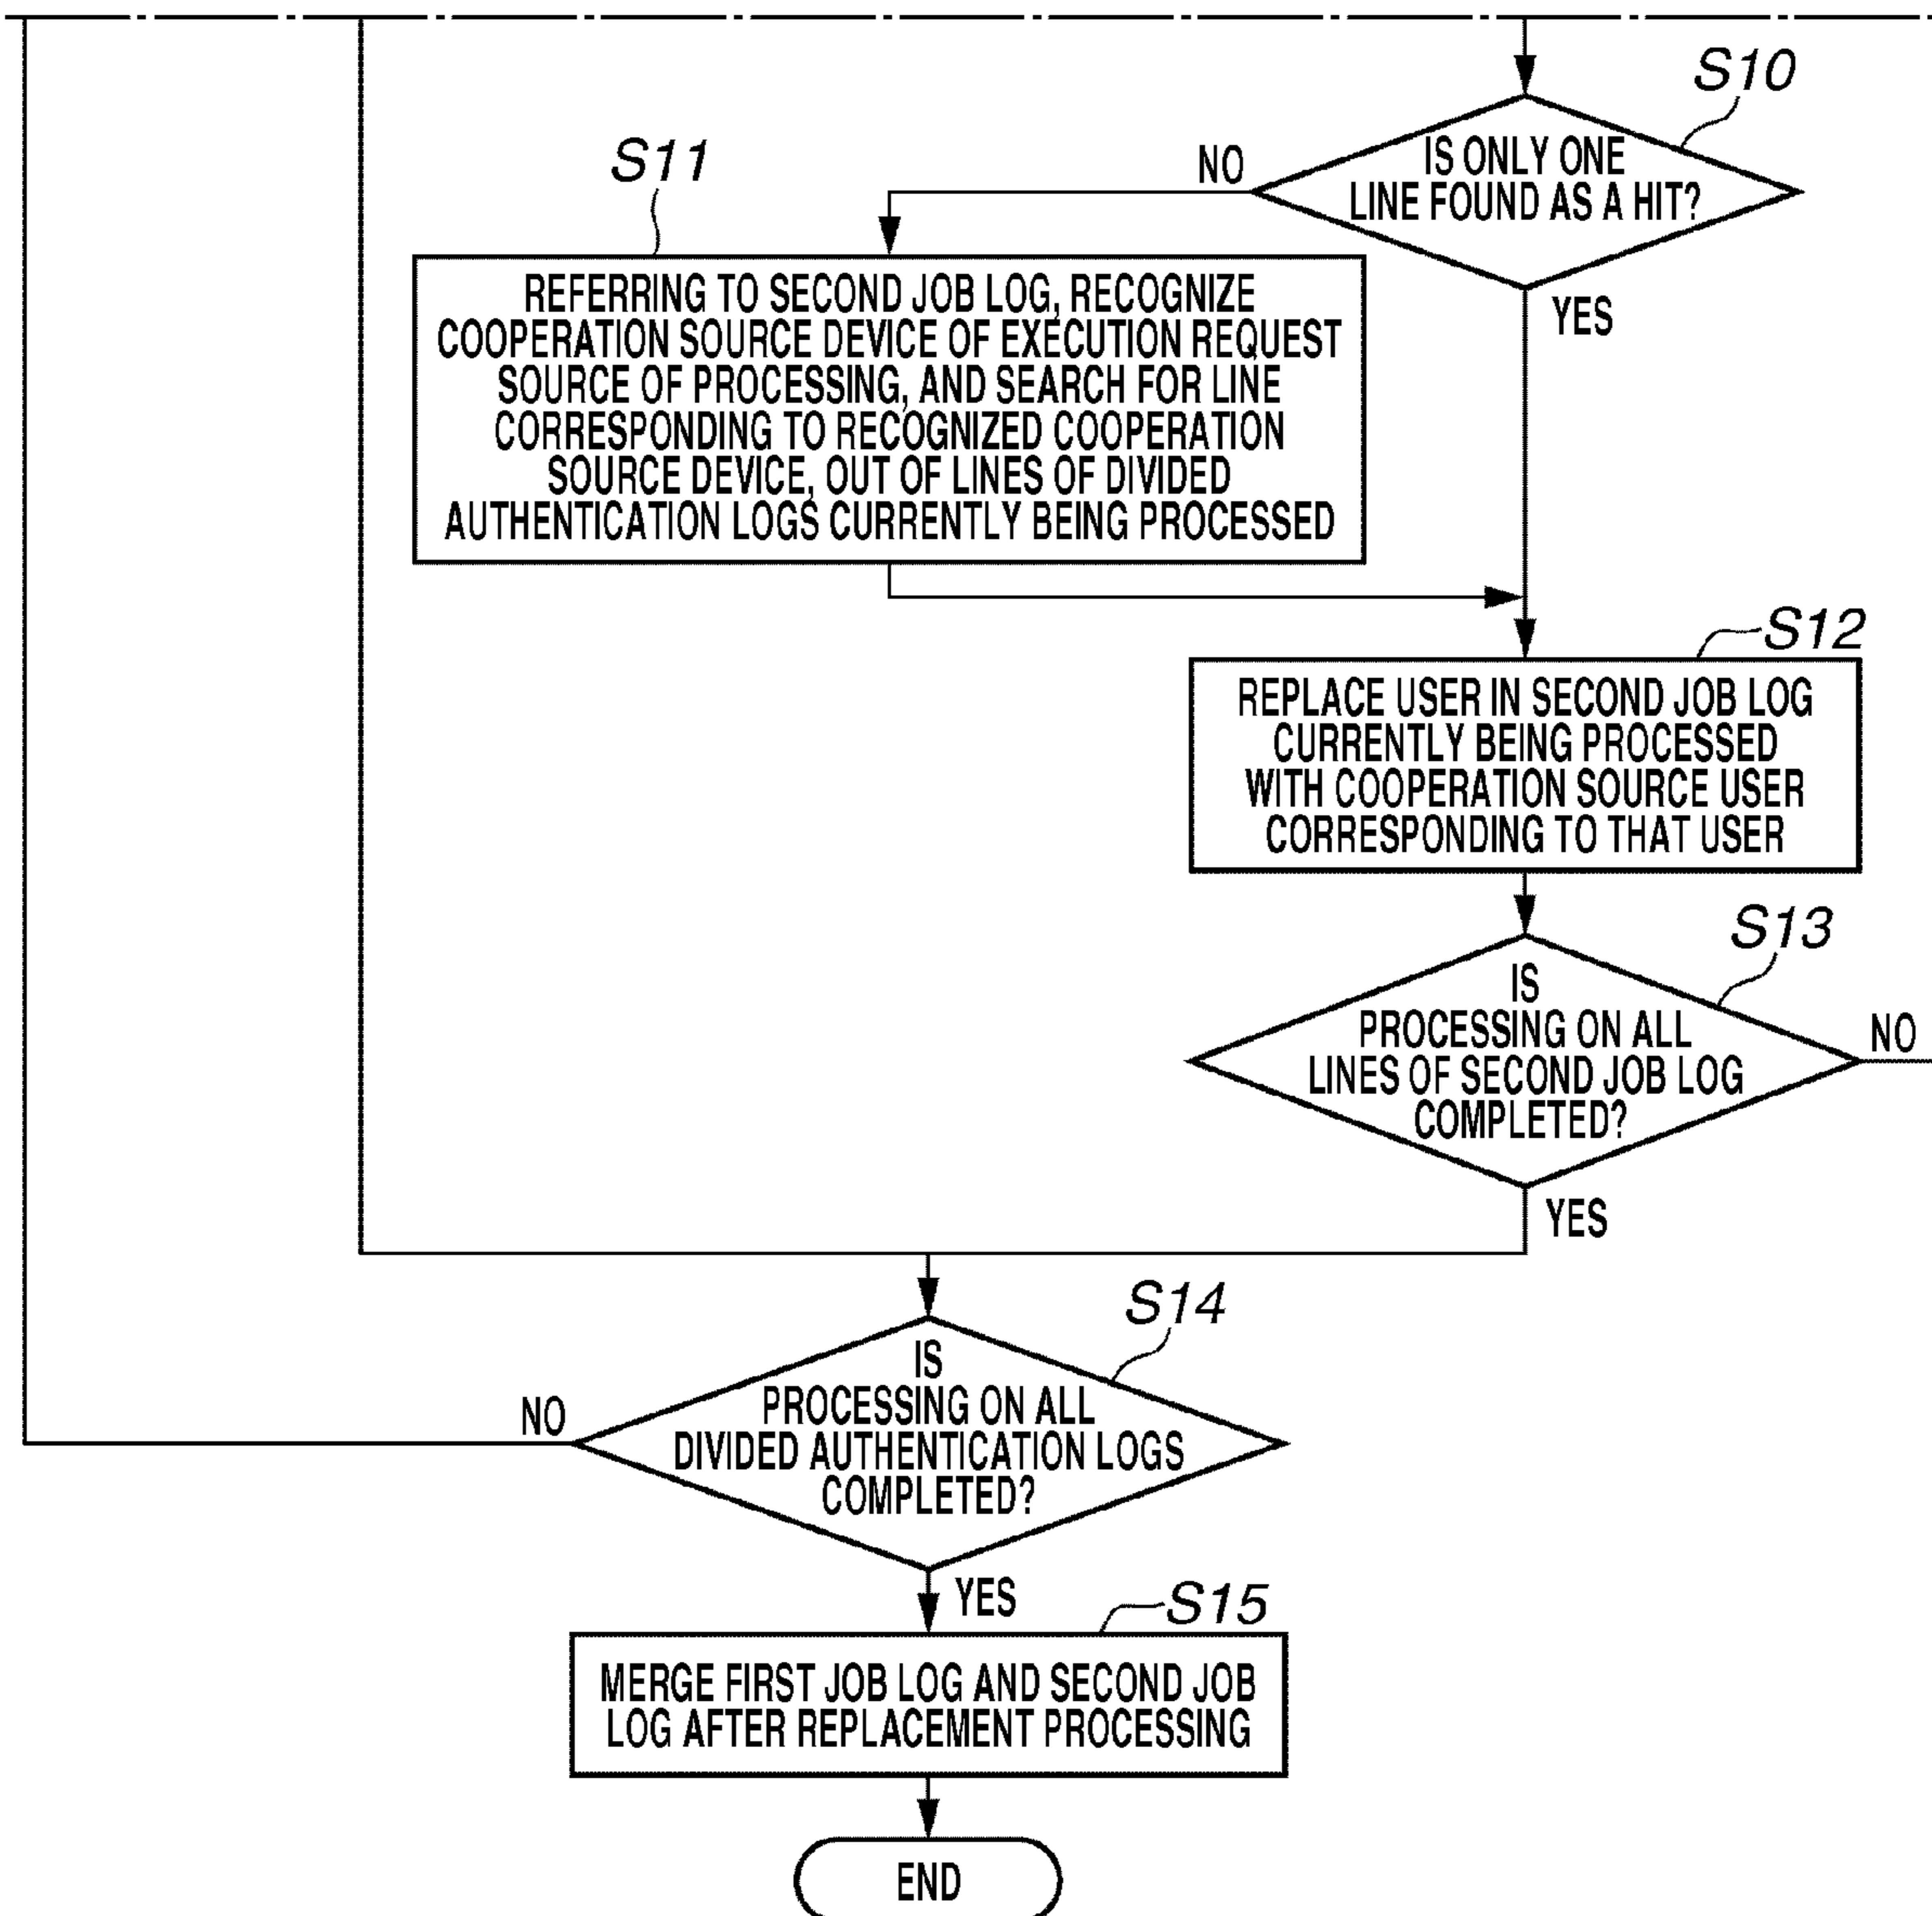 S10
IS ONLY ONE
LINE FOUND AS A HIT?
NO
YES
S11
REFERRING TO SECOND JOB LOG, RECOGNIZE
COOPERATION SOURCE DEVICE OF EXECUTION REQUEST
SOURCE OF PROCESSING, AND SEARCH FOR LINE
CORRESPONDING TO RECOGNIZED COOPERATION
SOURCE DEVICE, OUT OF LINES OF DIVIDED
AUTHENTICATION LOGS CURRENTLY BEING PROCESSED
S12
REPLACE USER IN SECOND JOB LOG
CURRENTLY BEING PROCESSED
WITH COOPERATION SOURCE USER
CORRESPONDING TO THAT USER
S13
IS
PROCESSING ON ALL
LINES OF SECOND JOB LOG
COMPLETED?
NO
YES
S14
IS
PROCESSING ON ALL
DIVIDED AUTHENTICATION LOGS
COMPLETED?
NO
YES
S15
MERGE FIRST JOB LOG AND SECOND JOB
LOG AFTER REPLACEMENT PROCESSING
END